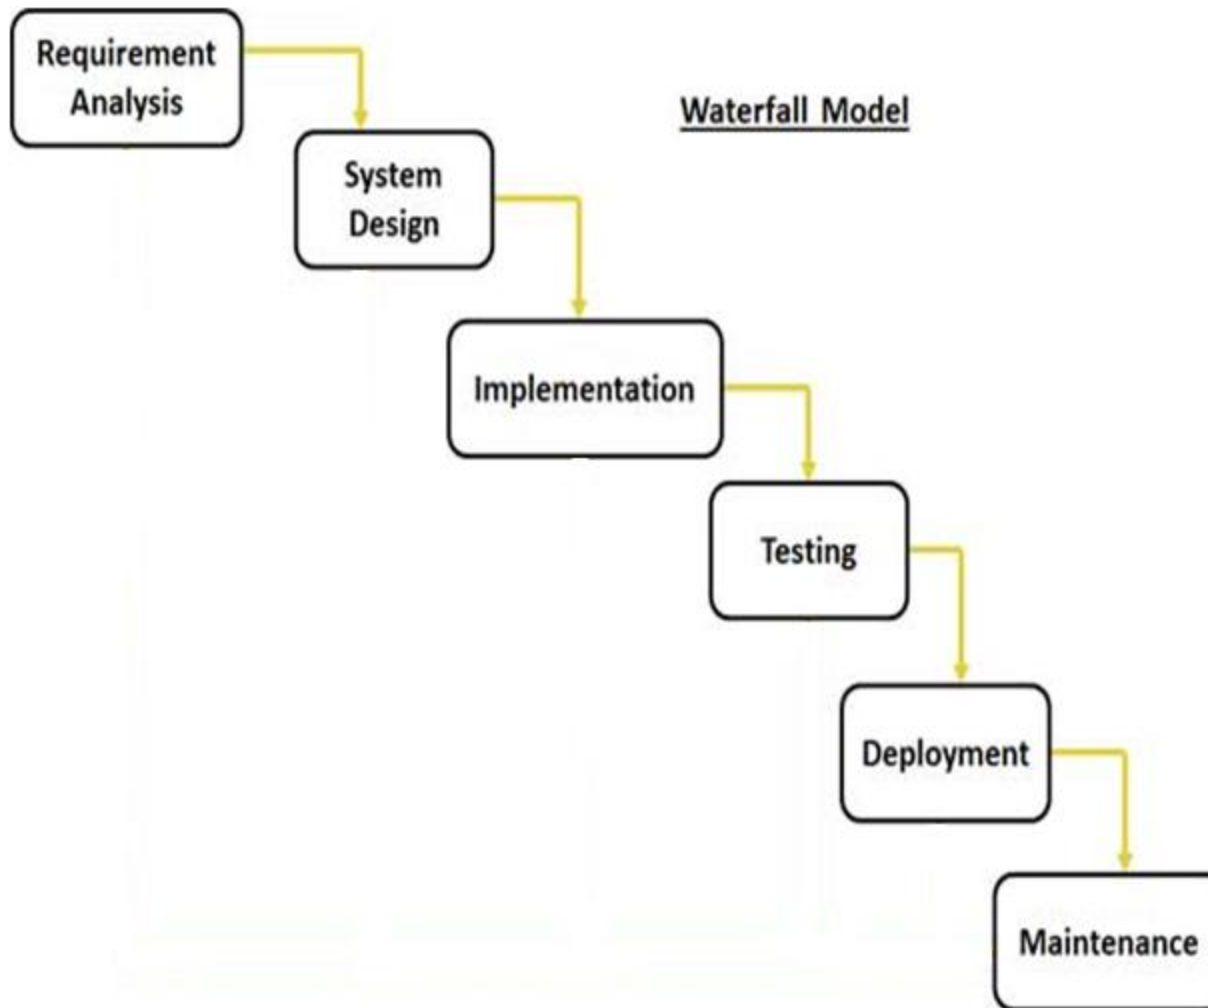 Requirement
Analysis
Waterfall Model
System
Design
Implementation
Testing
Deployment
Maintenance